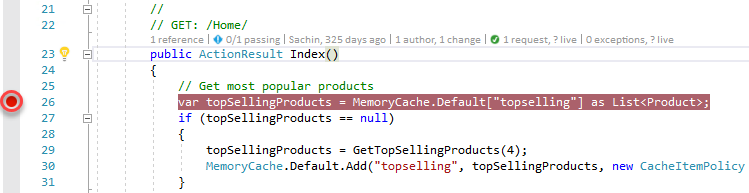 21 //
22 // GET: /Home/
1 reference | 0/1 passing | Sachin, 325 days ago | 1 author, 1 change | 1 request, ? live | 0 exceptions, ? live
23 public ActionResult Index()
24 {
25 // Get most popular products
26 var topSellingProducts = MemoryCache.Default["topselling"] as List<Product>;
27 if (topSellingProducts == null)
28 {
29 topSellingProducts = GetTopSellingProducts(4);
30 MemoryCache.Default.Add("topselling", topSellingProducts, new CacheItemPolicy
31 }